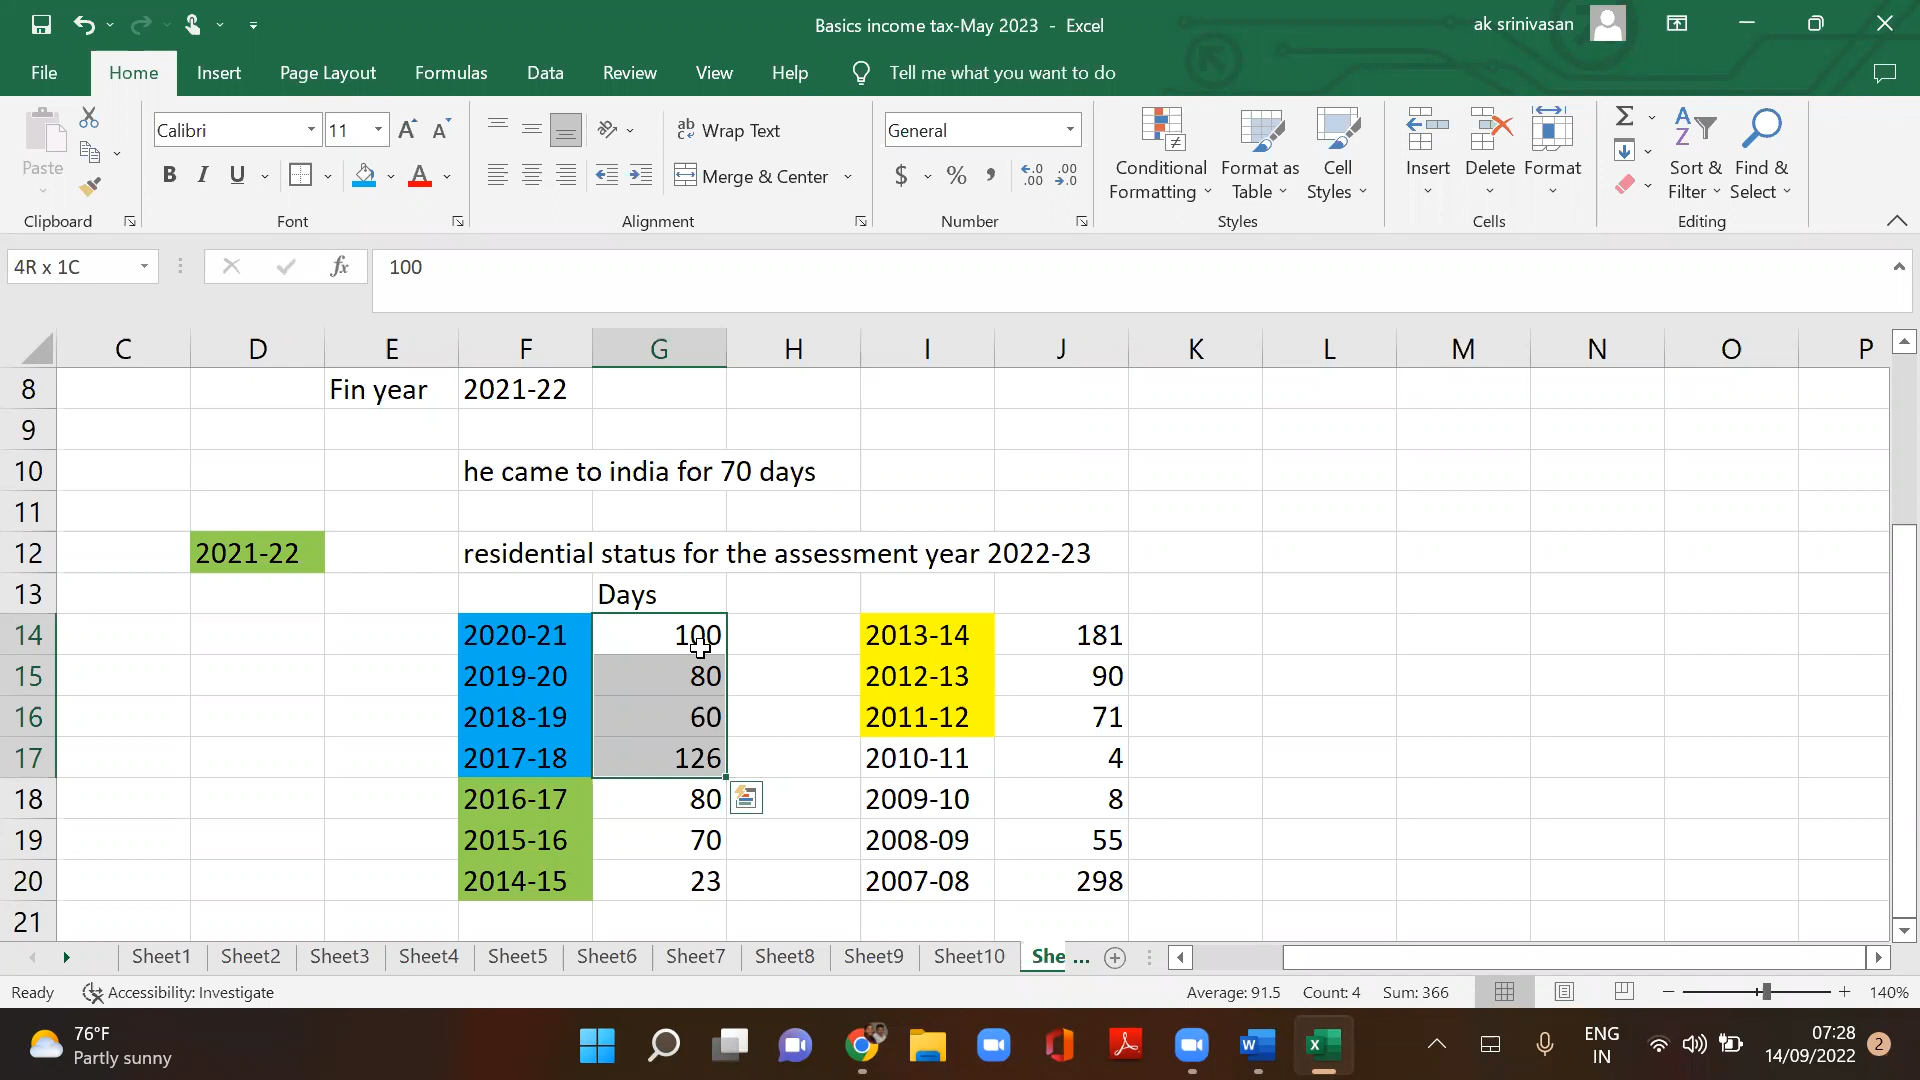 Basics income tax-May 2023 - Excel
ak srinivasan
File Home Insert Page Layout Formulas Data Review View Help Tell me what you want to do
Calibri 11 A A ab Wrap Text General
Paste
B I U A Merge & Center $ % , .00 .00
Conditional Formatting Format as Table Cell Styles Insert Delete Format Sort & Filter Find & Select
Clipboard Font Alignment Number Styles Cells Editing
4R x 1C fx 100
C D E F G H I J K L M N O P
8 Fin year 2021-22
9
10 he came to india for 70 days
11
12 2021-22 residential status for the assessment year 2022-23
13 Days
14 2020-21 100 2013-14 181
15 2019-20 80 2012-13 90
16 2018-19 60 2011-12 71
17 2017-18 126 2010-11 4
18 2016-17 80 2009-10 8
19 2015-16 70 2008-09 55
20 2014-15 23 2007-08 298
21
Sheet1 Sheet2 Sheet3 Sheet4 Sheet5 Sheet6 Sheet7 Sheet8 Sheet9 Sheet10 She ...
Ready Accessibility: Investigate Average: 91.5 Count: 4 Sum: 366 140%
76°F
Partly sunny
ENG
IN
07:28
14/09/2022
2